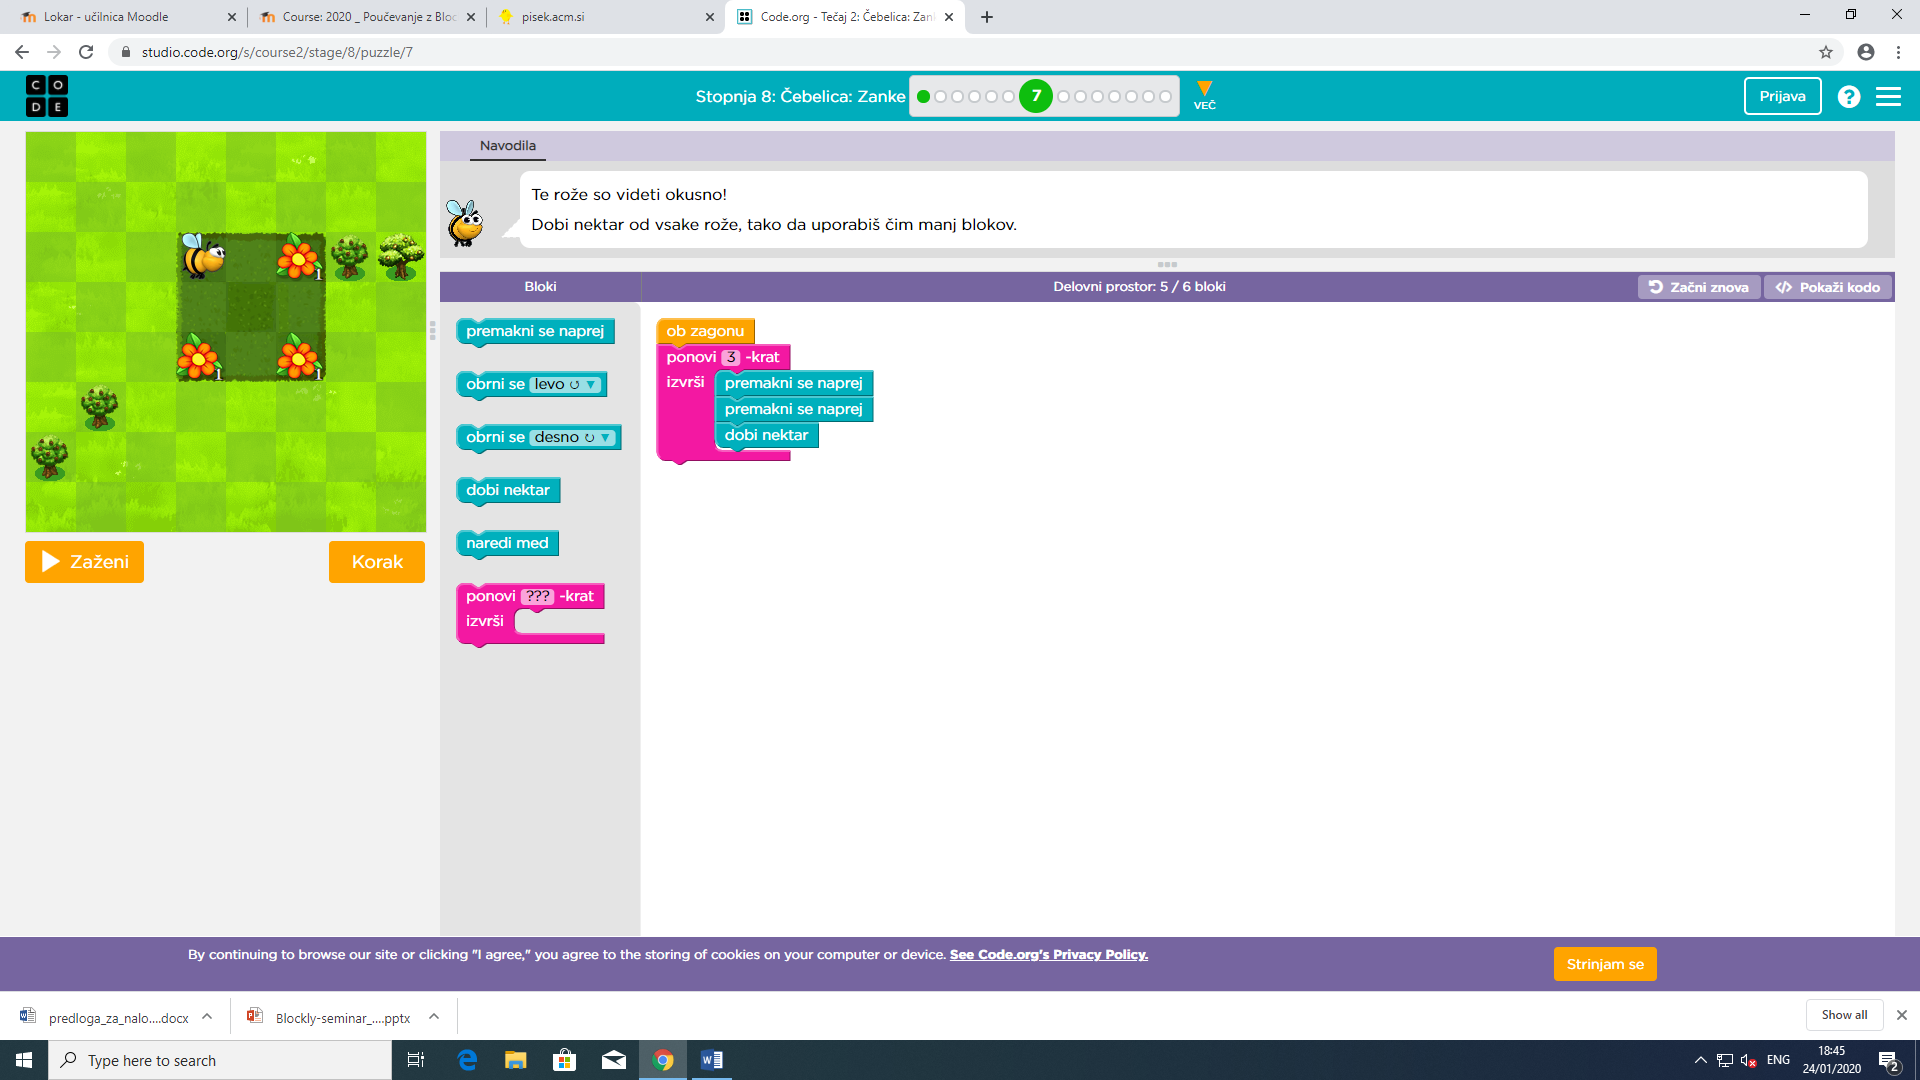 Lokar - učilnica Moodle
Course: 2020 _ Poučevanje z Bloc
pisek.acm.si
Code.org - Tečaj 2: Čebelica: Zank
studio.code.org/s/course2/stage/8/puzzle/7
C O
D E
Stopnja 8: Čebelica: Zanke
7
VEČ
Prijava
?
Navodila
Te rože so videti okusno!
Dobi nektar od vsake rože, tako da uporabiš čim manj blokov.
1
1
1
Zaženi
Korak
Bloki
Delovni prostor: 5 / 6 bloki
Začni znova
Pokaži kodo
premakni se naprej
obrni se levo ↺ ▼
obrni se desno ↻ ▼
dobi nektar
naredi med
ponovi ??? -krat
izvrši
ob zagonu
ponovi 3 -krat
izvrši
premakni se naprej
premakni se naprej
dobi nektar
By continuing to browse our site or clicking "I agree," you agree to the storing of cookies on your computer or device. See Code.org's Privacy Policy.
Strinjam se
predloga_za_nalo....docx
Blockly-seminar_....pptx
Show all
Type here to search
ENG
18:45
24/01/2020
2